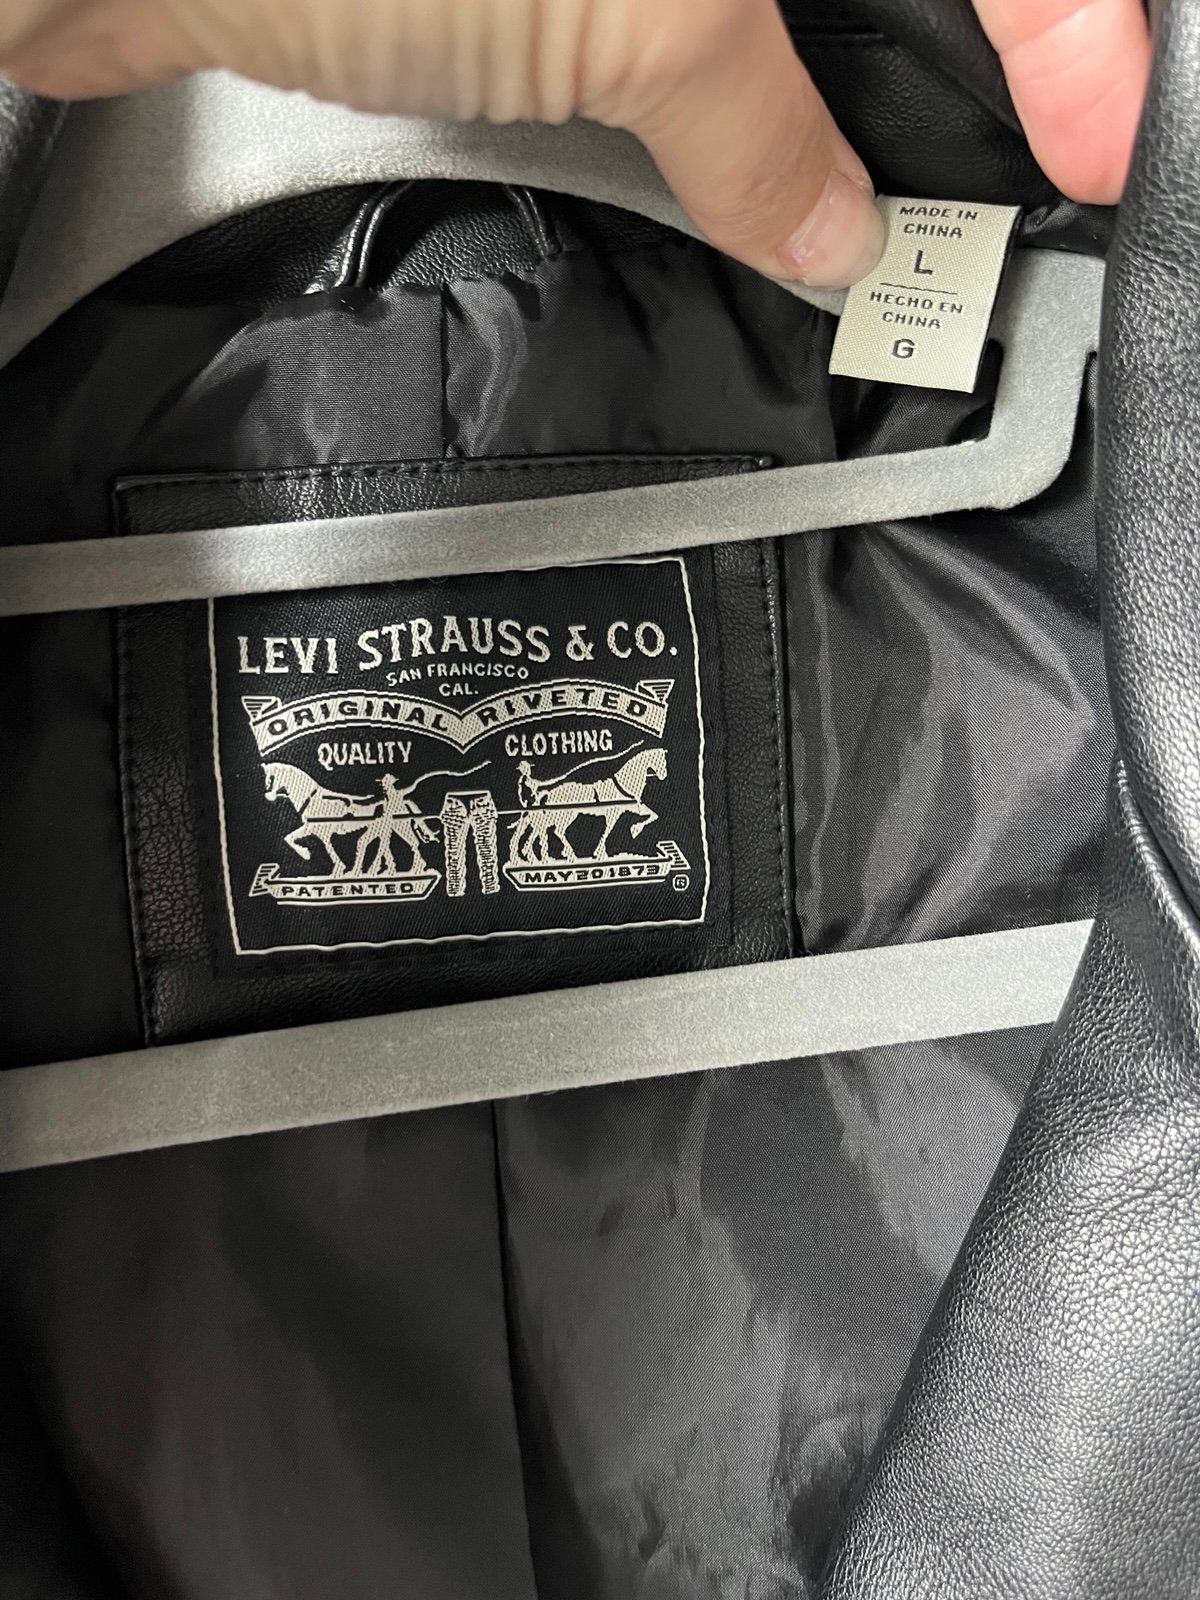 MADE IN
CHINA
L
HECHO EN
CHINA
G
LEVI STRAUSS & CO.
SAN FRANCISCO
CAL.
ORIGINAL RIVETED
QUALITY CLOTHING
PATENTED MAY 20 1873